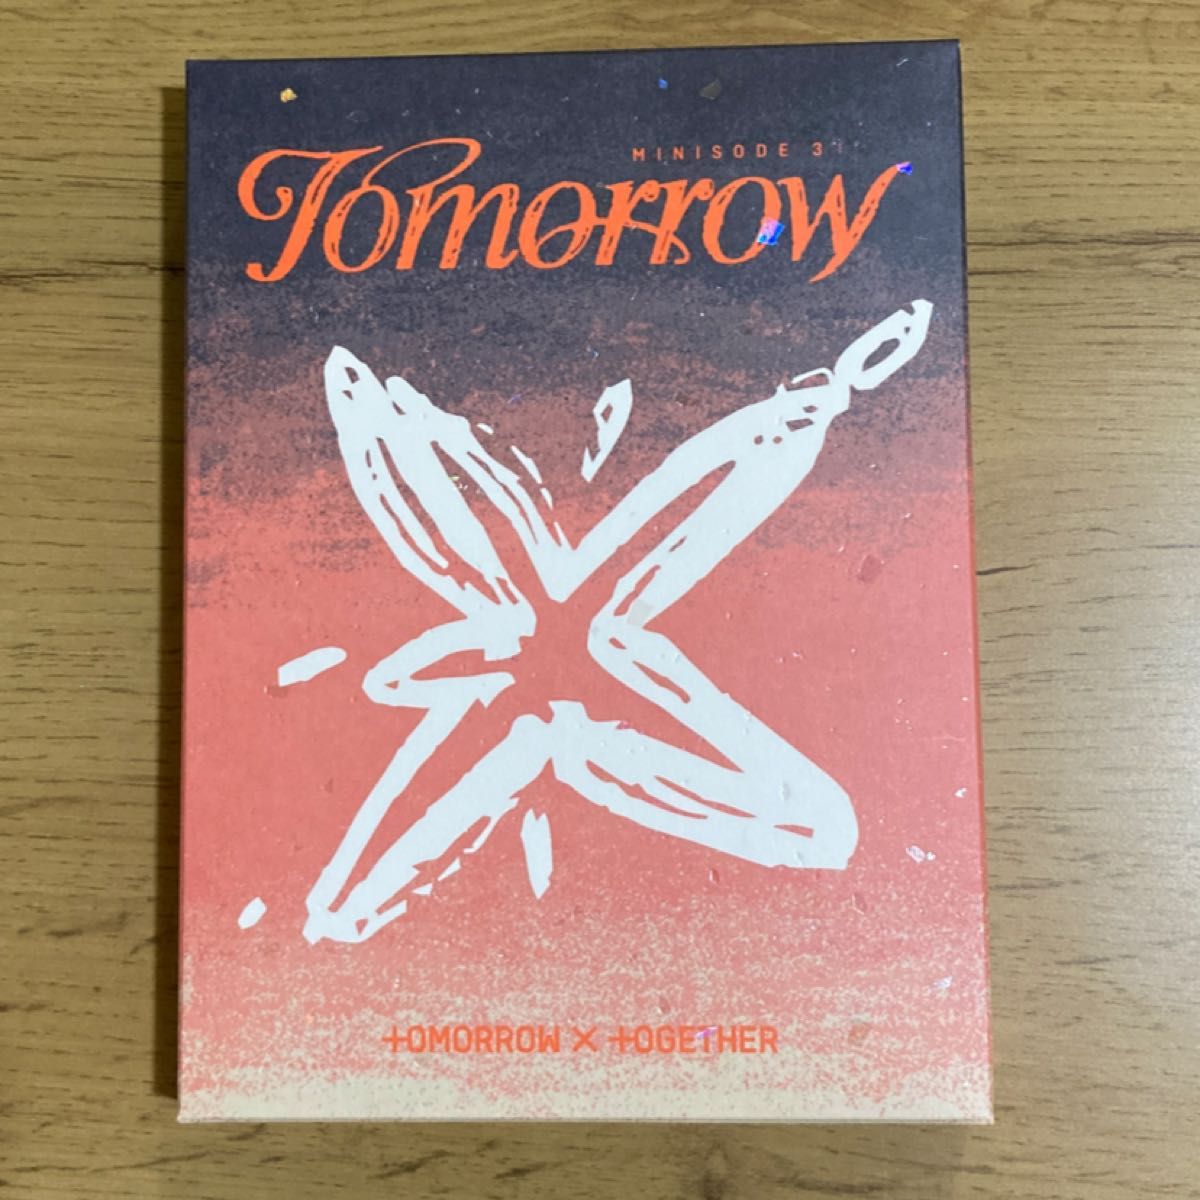 MINISODE 3:
Tomorrow
TOMORROW X TOGETHER